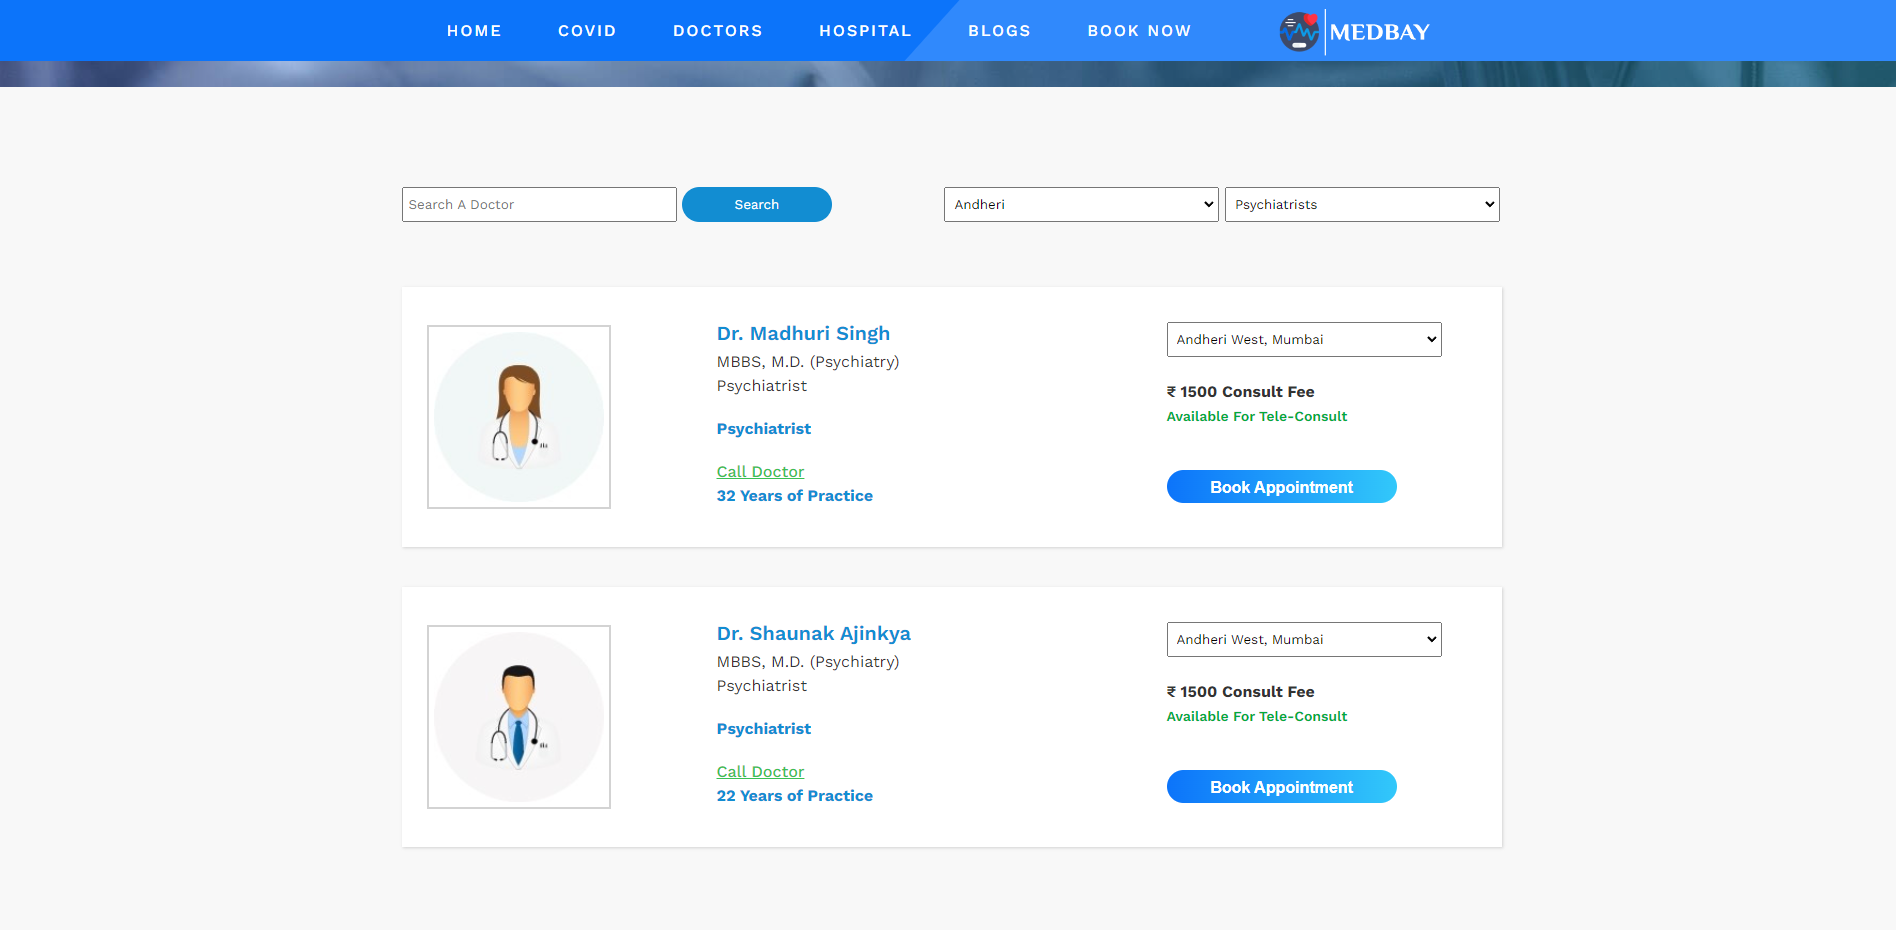 HOME COVID DOCTORS HOSPITAL BLOGS BOOK NOW MEDBAY
Search A Doctor Search Andheri Psychiatrists
Dr. Madhuri Singh
MBBS, M.D. (Psychiatry)
Psychiatrist
Psychiatrist
Call Doctor
32 Years of Practice
Andheri West, Mumbai
₹ 1500 Consult Fee
Available For Tele-Consult
Book Appointment
Dr. Shaunak Ajinkya
MBBS, M.D. (Psychiatry)
Psychiatrist
Psychiatrist
Call Doctor
22 Years of Practice
Andheri West, Mumbai
₹ 1500 Consult Fee
Available For Tele-Consult
Book Appointment